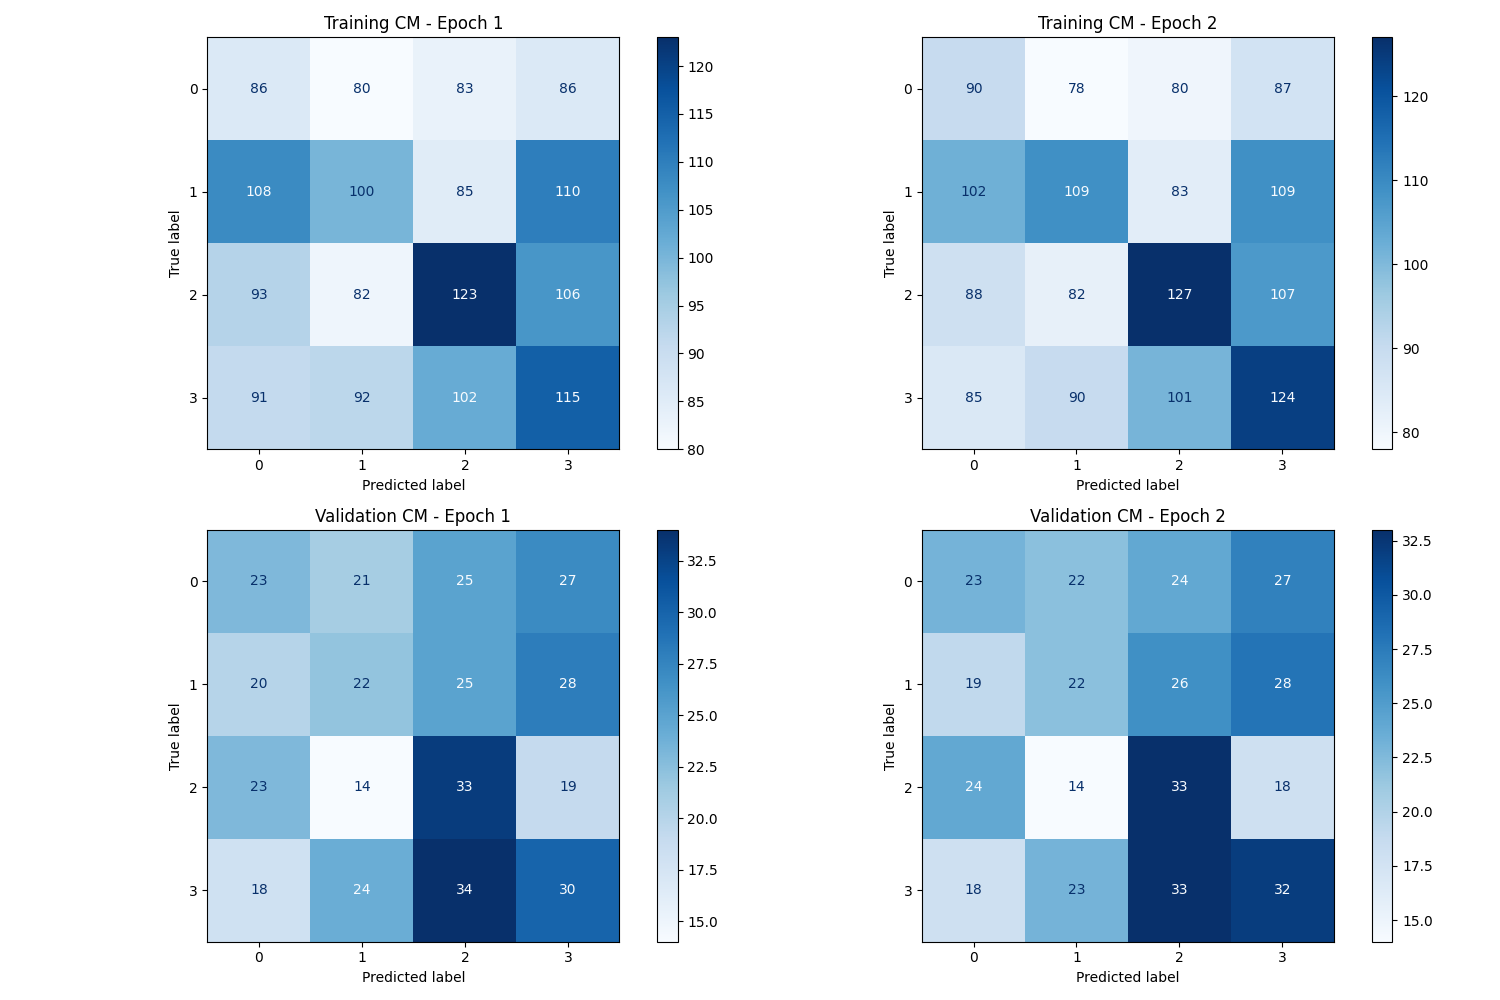 Training CM - Epoch 1
0 86 80 83 86
1 108 100 85 110
2 93 82 123 106
3 91 92 102 115
0 1 2 3
Predicted label
True label
120
115
110
105
100
95
90
85
80
Training CM - Epoch 2
0 90 78 80 87
1 102 109 83 109
2 88 82 127 107
3 85 90 101 124
0 1 2 3
Predicted label
True label
120
110
100
90
80
Validation CM - Epoch 1
0 23 21 25 27
1 20 22 25 28
2 23 14 33 19
3 18 24 34 30
0 1 2 3
Predicted label
True label
32.5
30.0
27.5
25.0
22.5
20.0
17.5
15.0
Validation CM - Epoch 2
0 23 22 24 27
1 19 22 26 28
2 24 14 33 18
3 18 23 33 32
0 1 2 3
Predicted label
True label
32.5
30.0
27.5
25.0
22.5
20.0
17.5
15.0